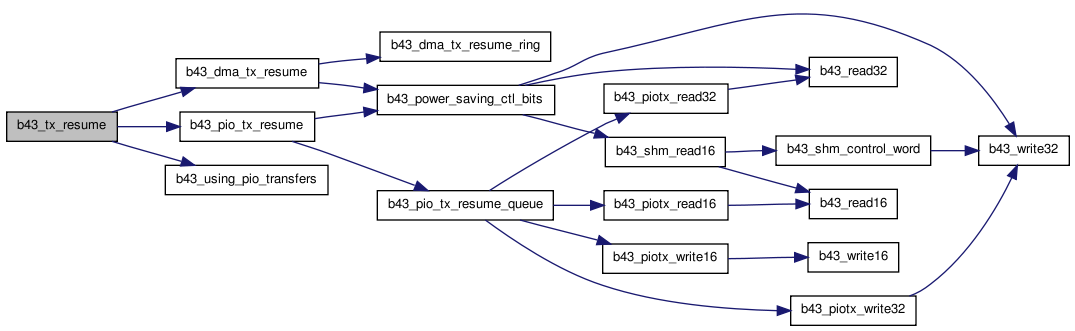 b43_tx_resume
b43_dma_tx_resume
b43_pio_tx_resume
b43_using_pio_transfers
b43_dma_tx_resume_ring
b43_power_saving_ctl_bits
b43_pio_tx_resume_queue
b43_piotx_read32
b43_shm_read16
b43_piotx_read16
b43_piotx_write16
b43_read32
b43_shm_control_word
b43_read16
b43_write16
b43_piotx_write32
b43_write32